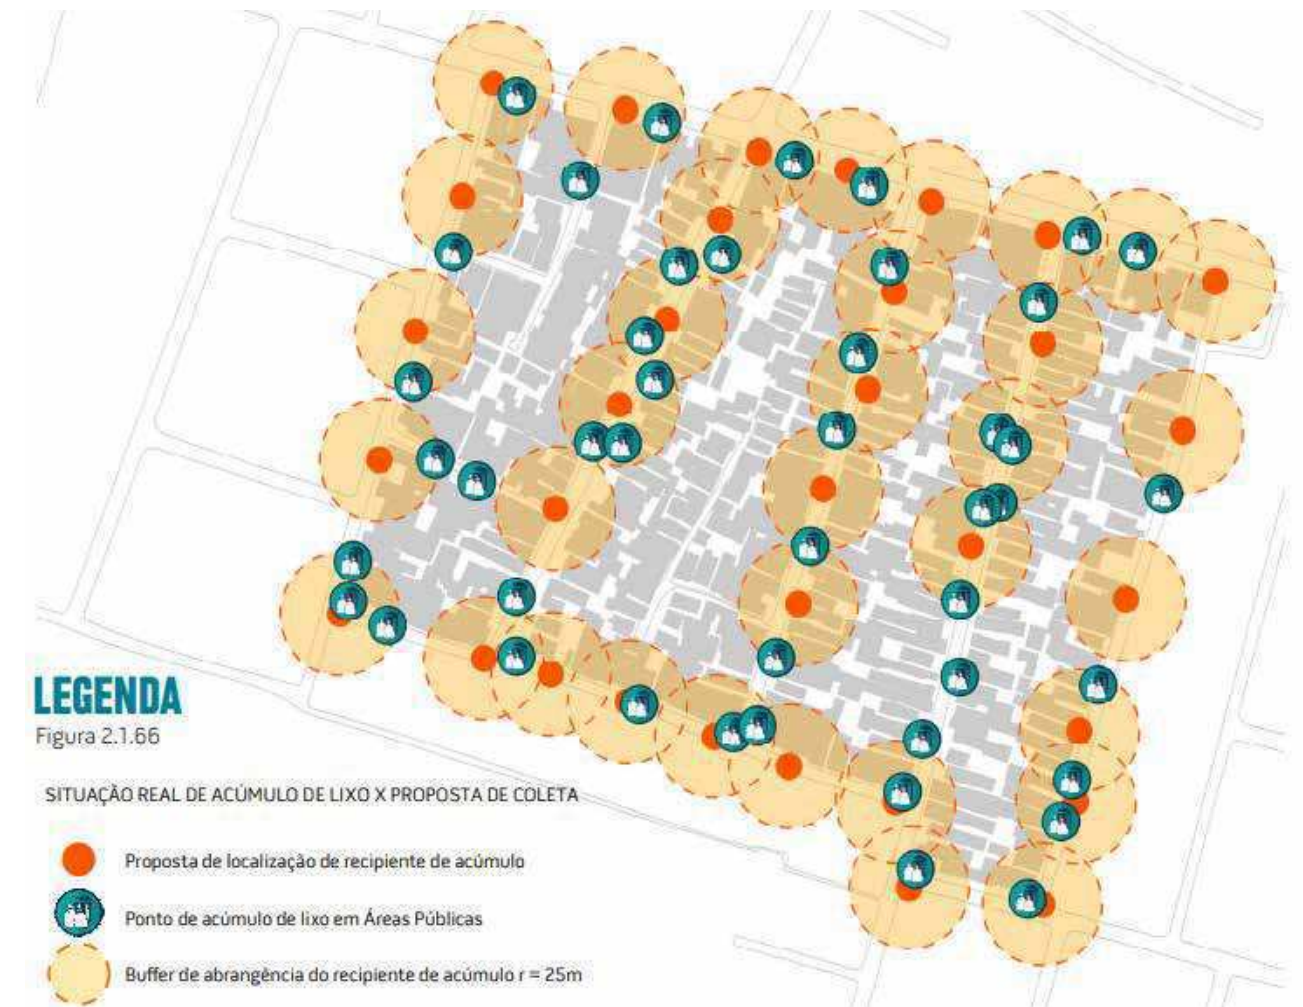 LEGENDA
Figura 2.1.66
SITUAÇÃO REAL DE ACÚMULO DE LIXO X PROPOSTA DE COLETA
Proposta de localização de recipiente de acúmulo
Ponto de acúmulo de lixo em Áreas Públicas
Buffer de abrangência do recipiente de acúmulo r = 25m